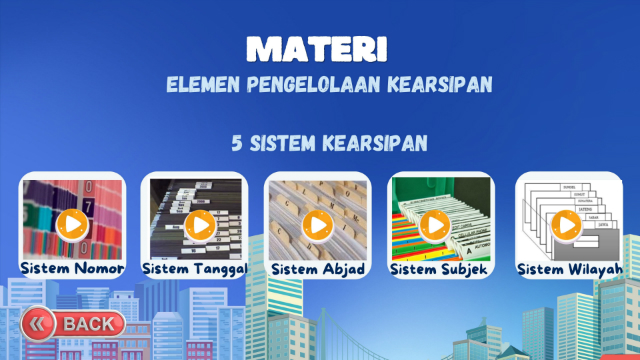 MATERI
ELEMEN PENGELOLAAN KEARSIPAN
5 SISTEM KEARSIPAN
Sistem Nomor
Sistem Tanggal
Sistem Abjad
Sistem Subjek
Sistem Wilayah
BACK